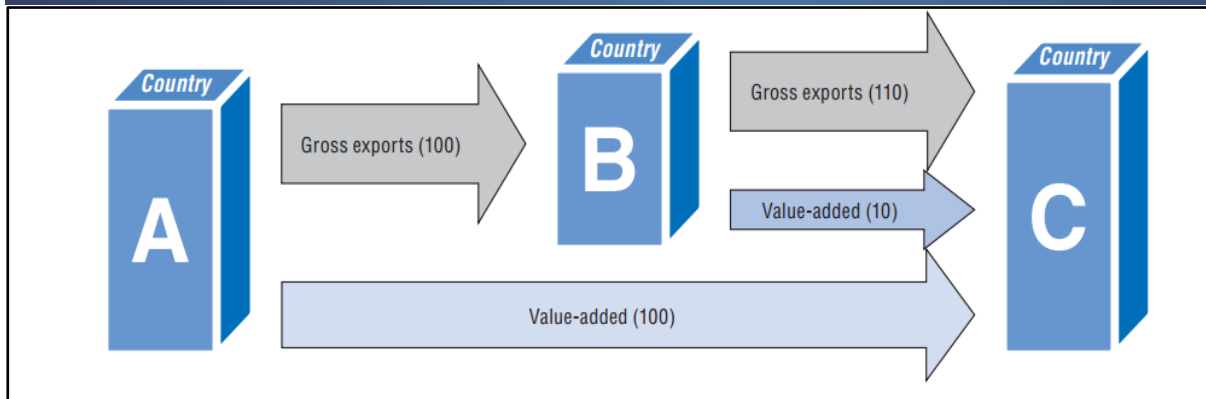 Country
A
Gross exports (100)
Country
B
Gross exports (110)
Value-added (10)
Country
C
Value-added (100)